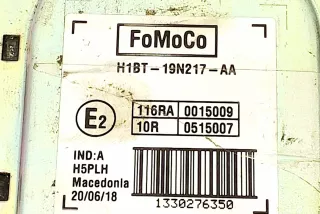 FoMoCo
H1BT-19N217-AA
E2
116RA 0015009
10R 0515007
IND:A
H5PLH
Macedonia
20/06/18
1330276350